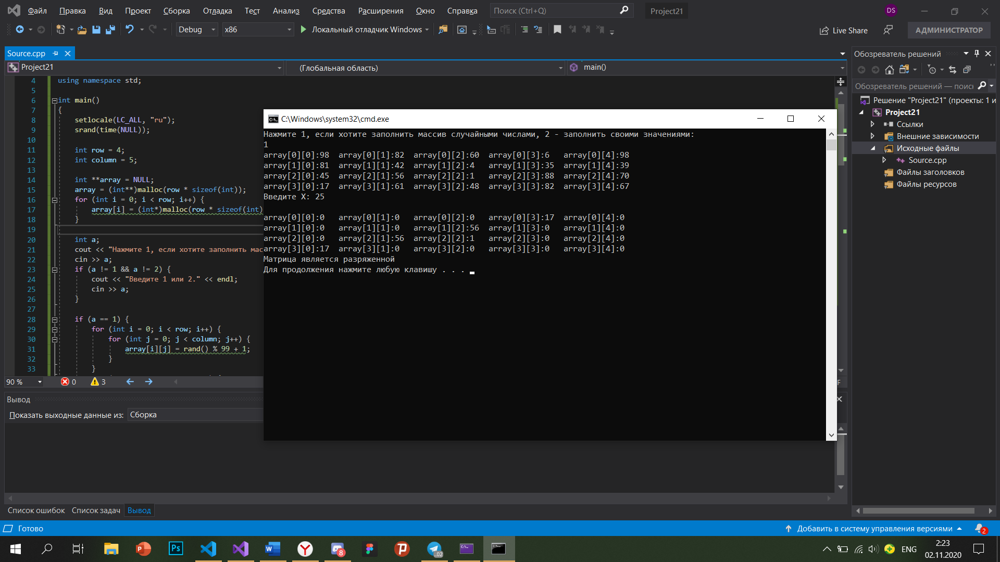 Файл Правка Вид Проект Сборка Отладка Тест Анализ Средства Расширения Окно Справка Поиск (Ctrl+Q) Project21 DS
Debug x86 Локальный отладчик Windows Live Share АДМИНИСТРАТОР
Source.cpp
Project21 (Глобальная область) main()
4 using namespace std;
5
6 int main()
7 {
8 setlocale(LC_ALL, "ru");
9 srand(time(NULL));
10
11 int row = 4;
12 int column = 5;
13
14 int **array = NULL;
15 array = (int**)malloc(row * sizeof(int));
16 for (int i = 0; i < row; i++) {
17 array[i] = (int*)malloc(row * sizeof(int)
18 }
19
20 int a;
21 cout << "Нажмите 1, если хотите заполнить мас
22 cin >> a;
23 if (a != 1 && a != 2) {
24 cout << "Введите 1 или 2." << endl;
25 cin >> a;
26 }
27
28 if (a == 1) {
29 for (int i = 0; i < row; i++) {
30 for (int j = 0; j < column; j++) {
31 array[i][j] = rand() % 99 + 1;
32 }
33 }
90 % 0 3
C:\Windows\system32\cmd.exe
Нажмите 1, если хотите заполнить массив случайными числами, 2 - заполнить своими значениями:
1
array[0][0]:98 array[0][1]:82 array[0][2]:60 array[0][3]:6 array[0][4]:98
array[1][0]:81 array[1][1]:42 array[1][2]:4 array[1][3]:35 array[1][4]:39
array[2][0]:45 array[2][1]:56 array[2][2]:1 array[2][3]:88 array[2][4]:70
array[3][0]:17 array[3][1]:61 array[3][2]:48 array[3][3]:82 array[3][4]:67
Введите X: 25
array[0][0]:0 array[0][1]:0 array[0][2]:0 array[0][3]:17 array[0][4]:0
array[1][0]:0 array[1][1]:0 array[1][2]:56 array[1][3]:0 array[1][4]:0
array[2][0]:0 array[2][1]:56 array[2][2]:1 array[2][3]:0 array[2][4]:0
array[3][0]:17 array[3][1]:0 array[3][2]:0 array[3][3]:0 array[3][4]:0
Матрица является разряженной
Для продолжения нажмите любую клавишу . . .
Обозреватель решений
Обозреватель решений — поиск
Решение "Project21" (проекты: 1 и
Project21
Ссылки
Внешние зависимости
Исходные файлы
Source.cpp
Файлы заголовков
Файлы ресурсов
Вывод
Показать выходные данные из: Сборка
Список ошибок Список задач Вывод
Готово Добавить в систему управления версиями 2
8 ..02 ENG 2:23
02.11.2020